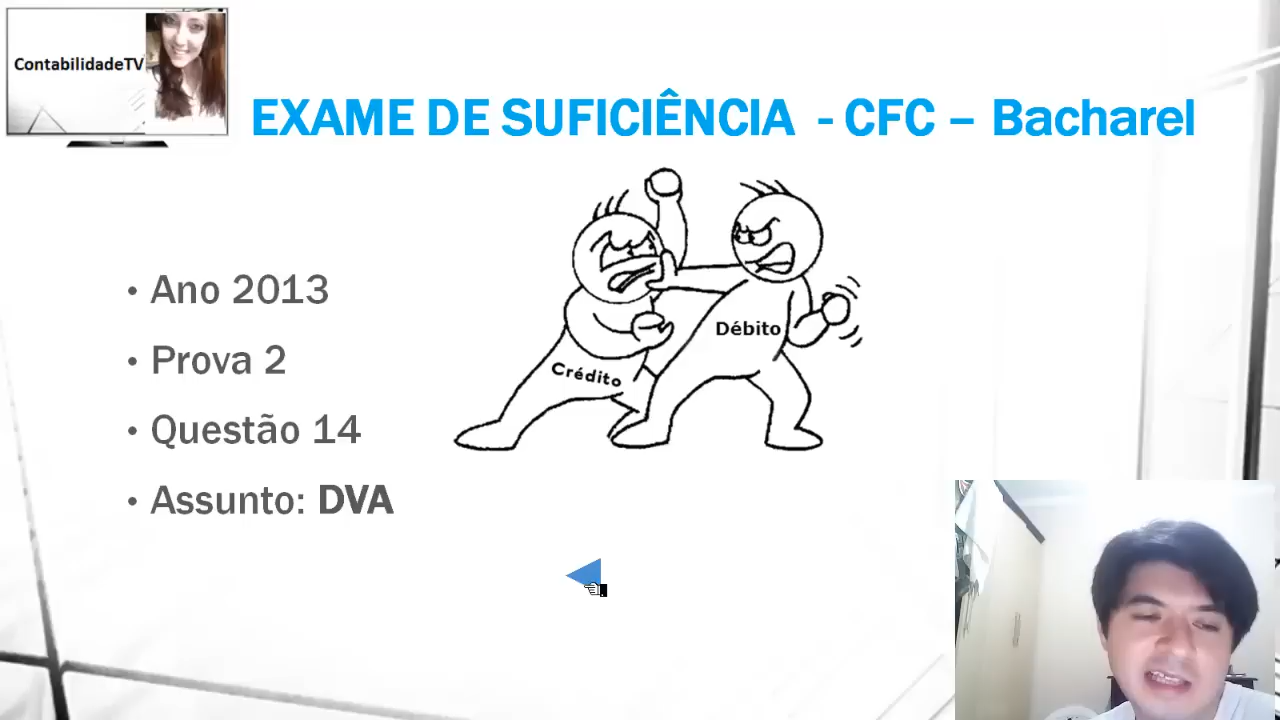 ContabilidadeTV
EXAME DE SUFICIÊNCIA - CFC – Bacharel
• Ano 2013
• Prova 2
• Questão 14
• Assunto: DVA
Crédito
Débito